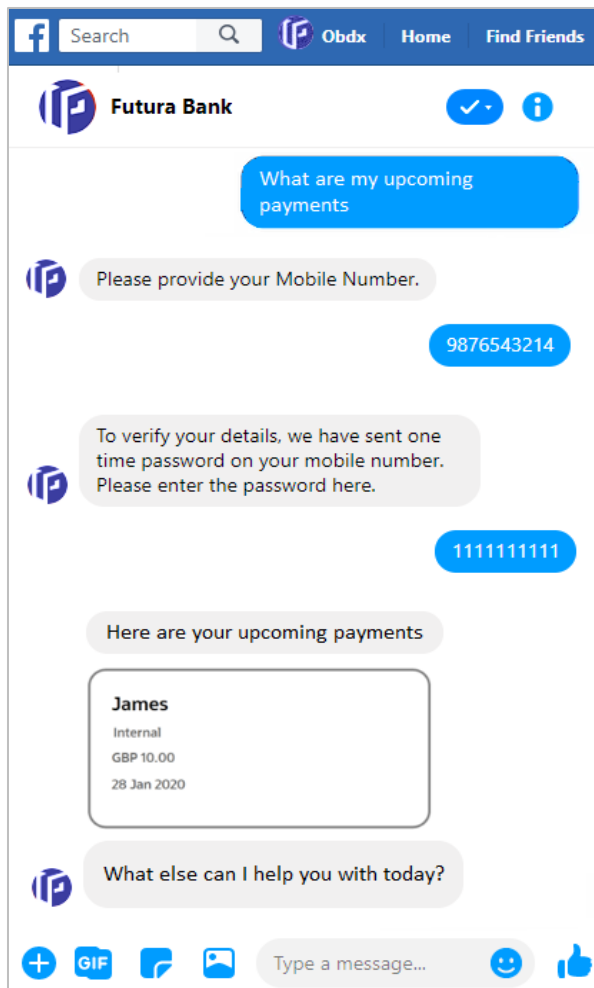 Search
Obdx
Home
Find Friends
Futura Bank
What are my upcoming
payments
Please provide your Mobile Number.
9876543214
To verify your details, we have sent one
time password on your mobile number.
Please enter the password here.
1111111111
Here are your upcoming payments
James
Internal
GBP 10.00
28 Jan 2020
What else can I help you with today?
GIF
Type a message...